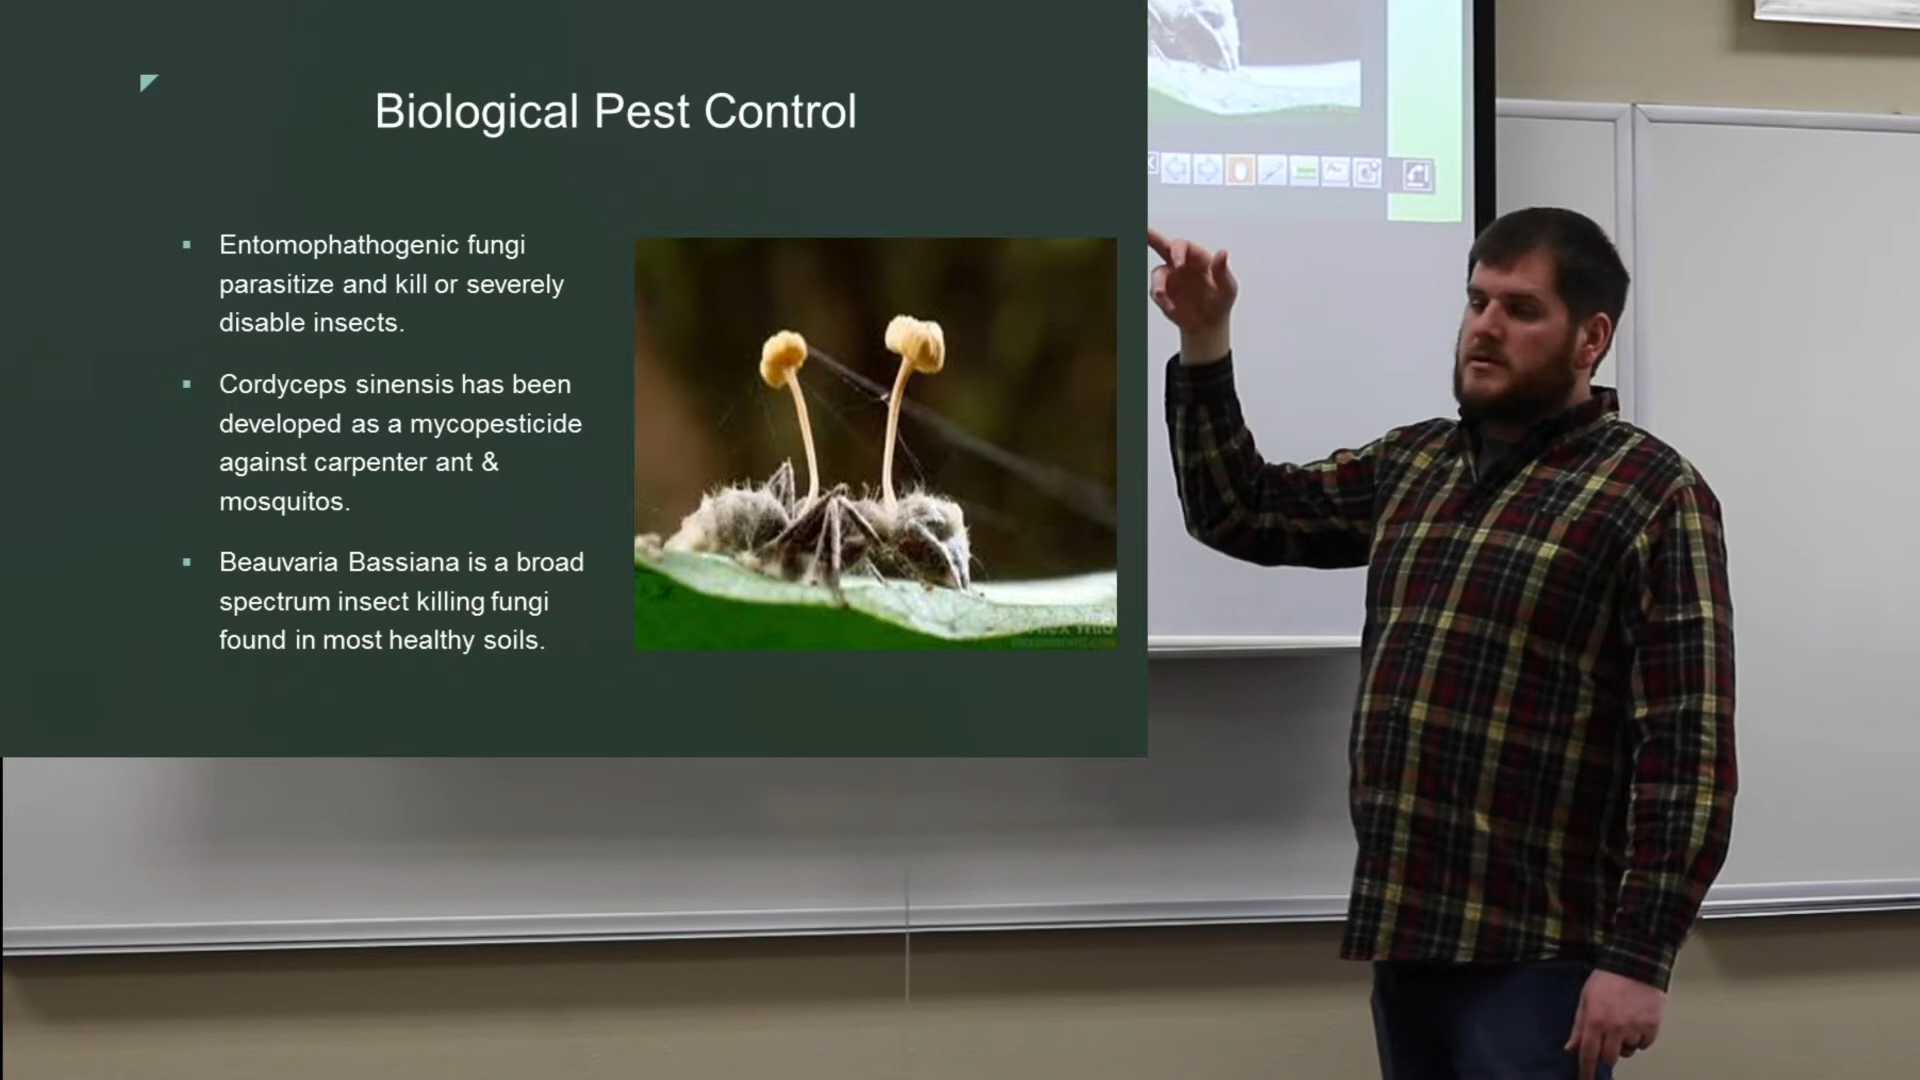 Biological Pest Control
▪ Entomophathogenic fungi
parasitize and kill or severely
disable insects.
▪ Cordyceps sinensis has been
developed as a mycopesticide
against carpenter ant &
mosquitos.
▪ Beauvaria Bassiana is a broad
spectrum insect killing fungi
found in most healthy soils.